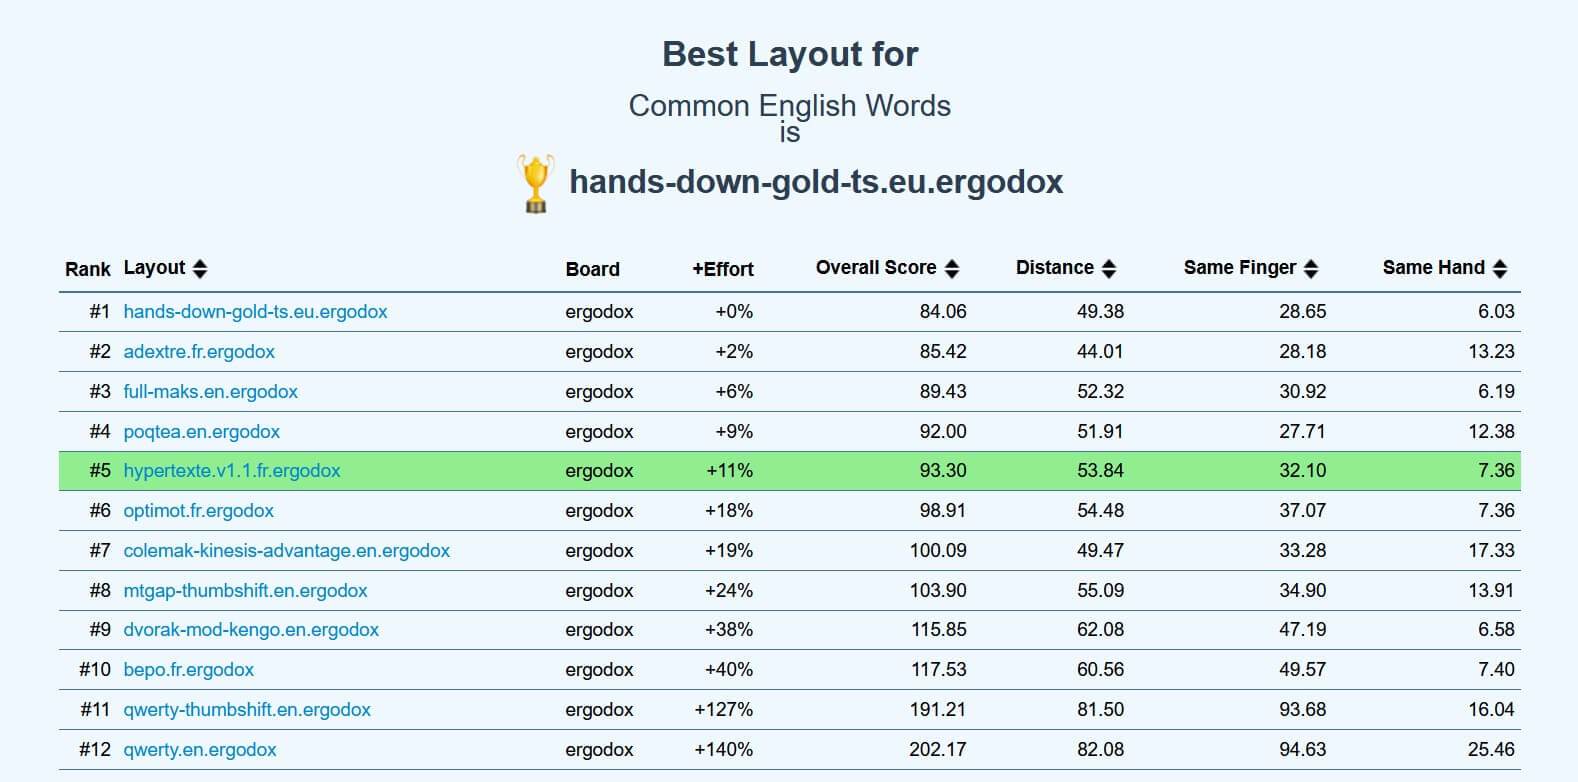 Best Layout for
Common English Words
is
hands-down-gold-ts.eu.ergodox
Rank Layout Board +Effort Overall Score Distance Same Finger Same Hand
#1 hands-down-gold-ts.eu.ergodox ergodox +0% 84.06 49.38 28.65 6.03
#2 adextre.fr.ergodox ergodox +2% 85.42 44.01 28.18 13.23
#3 full-maks.en.ergodox ergodox +6% 89.43 52.32 30.92 6.19
#4 poqtea.en.ergodox ergodox +9% 92.00 51.91 27.71 12.38
#5 hypertexte.v1.1.fr.ergodox ergodox +11% 93.30 53.84 32.10 7.36
#6 optimot.fr.ergodox ergodox +18% 98.91 54.48 37.07 7.36
#7 colemak-kinesis-advantage.en.ergodox ergodox +19% 100.09 49.47 33.28 17.33
#8 mtgap-thumbshift.en.ergodox ergodox +24% 103.90 55.09 34.90 13.91
#9 dvorak-mod-kengo.en.ergodox ergodox +38% 115.85 62.08 47.19 6.58
#10 bepo.fr.ergodox ergodox +40% 117.53 60.56 49.57 7.40
#11 qwerty-thumbshift.en.ergodox ergodox +127% 191.21 81.50 93.68 16.04
#12 qwerty.en.ergodox ergodox +140% 202.17 82.08 94.63 25.46